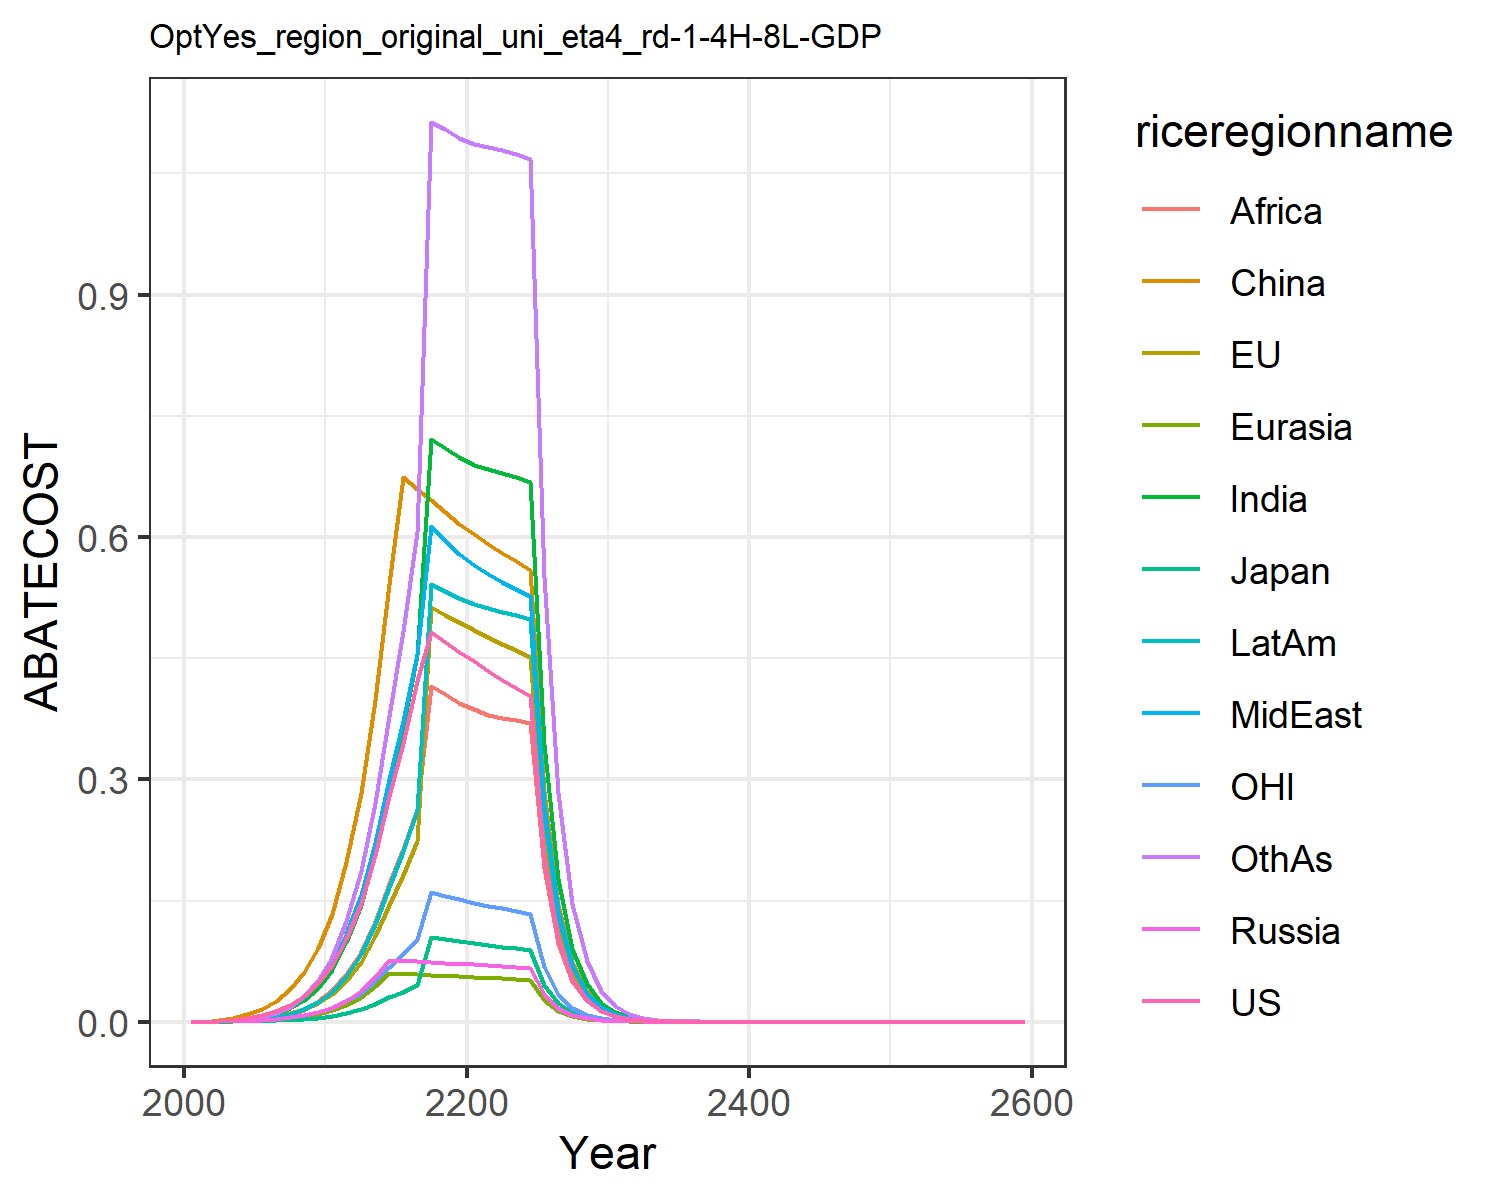 OptYes_region_original_uni_eta4_rd-1-4H-8L-GDP
riceregionname
Africa
China
EU
Eurasia
India
Japan
LatAm
MidEast
OHI
OthAs
Russia
US
ABATECOST
0.9
0.6
0.3
0.0
2000 2200 2400 2600
Year